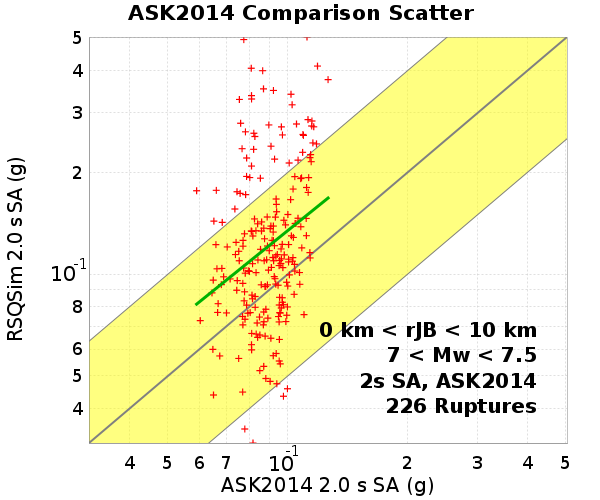 ASK2014 Comparison Scatter
RSQSim 2.0 s SA (g)
5
4
3
2
10-1
8
6
5
4
0 km < rJB < 10 km
7 < Mw < 7.5
2s SA, ASK2014
226 Ruptures
4 5 6 7 10-1 2 3 4 5
ASK2014 2.0 s SA (g)